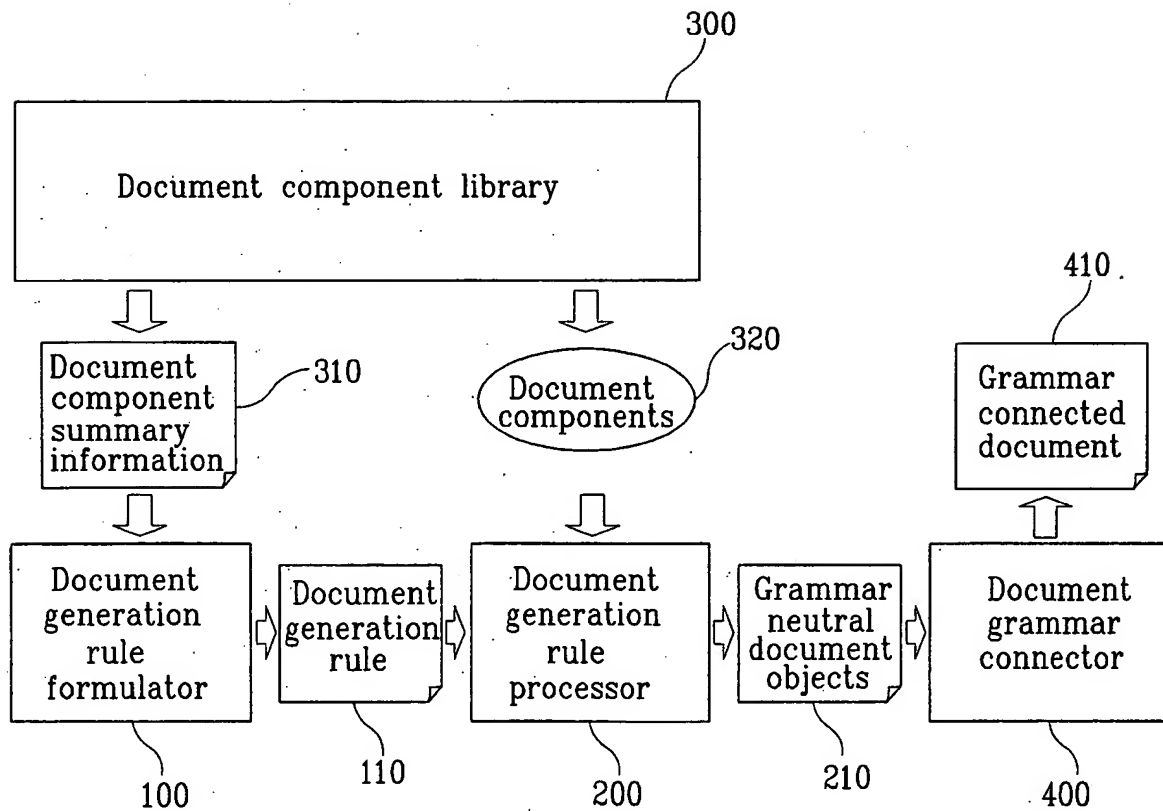 300
Document component library
410
Document
component
summary
information
310
Document
components
320
Grammar
connected
document
Document
generation
rule
formulator
Document
generation
rule
Document
generation
rule
processor
Grammar
neutral
document
objects
Document
grammar
connector
100
110
200
210
400